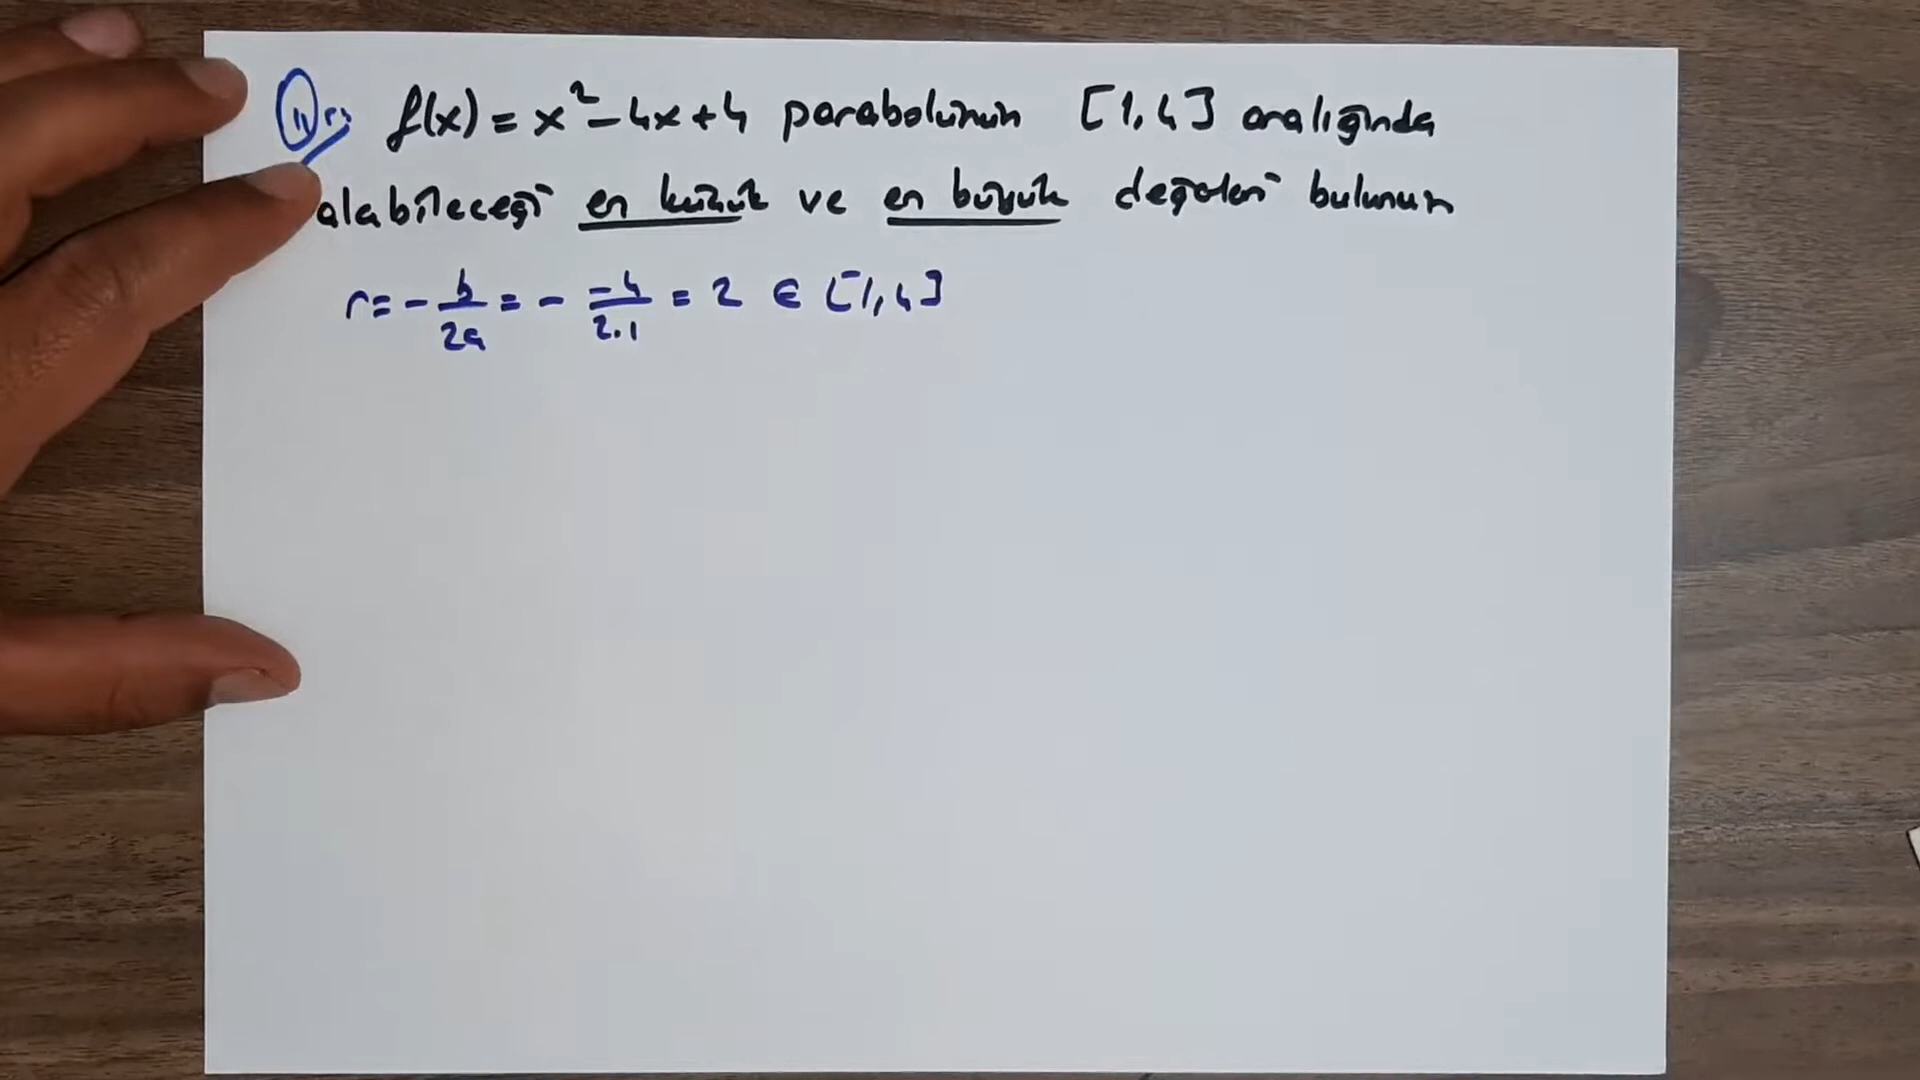 ① r: f(x) = x² - 4x + 4 parabolünün [1, 4] aralığında
alabileceği en küçük ve en büyük değerleri bulunuz
r = - b/2a = - -4/2.1 = 2 ∈ [1, 4]